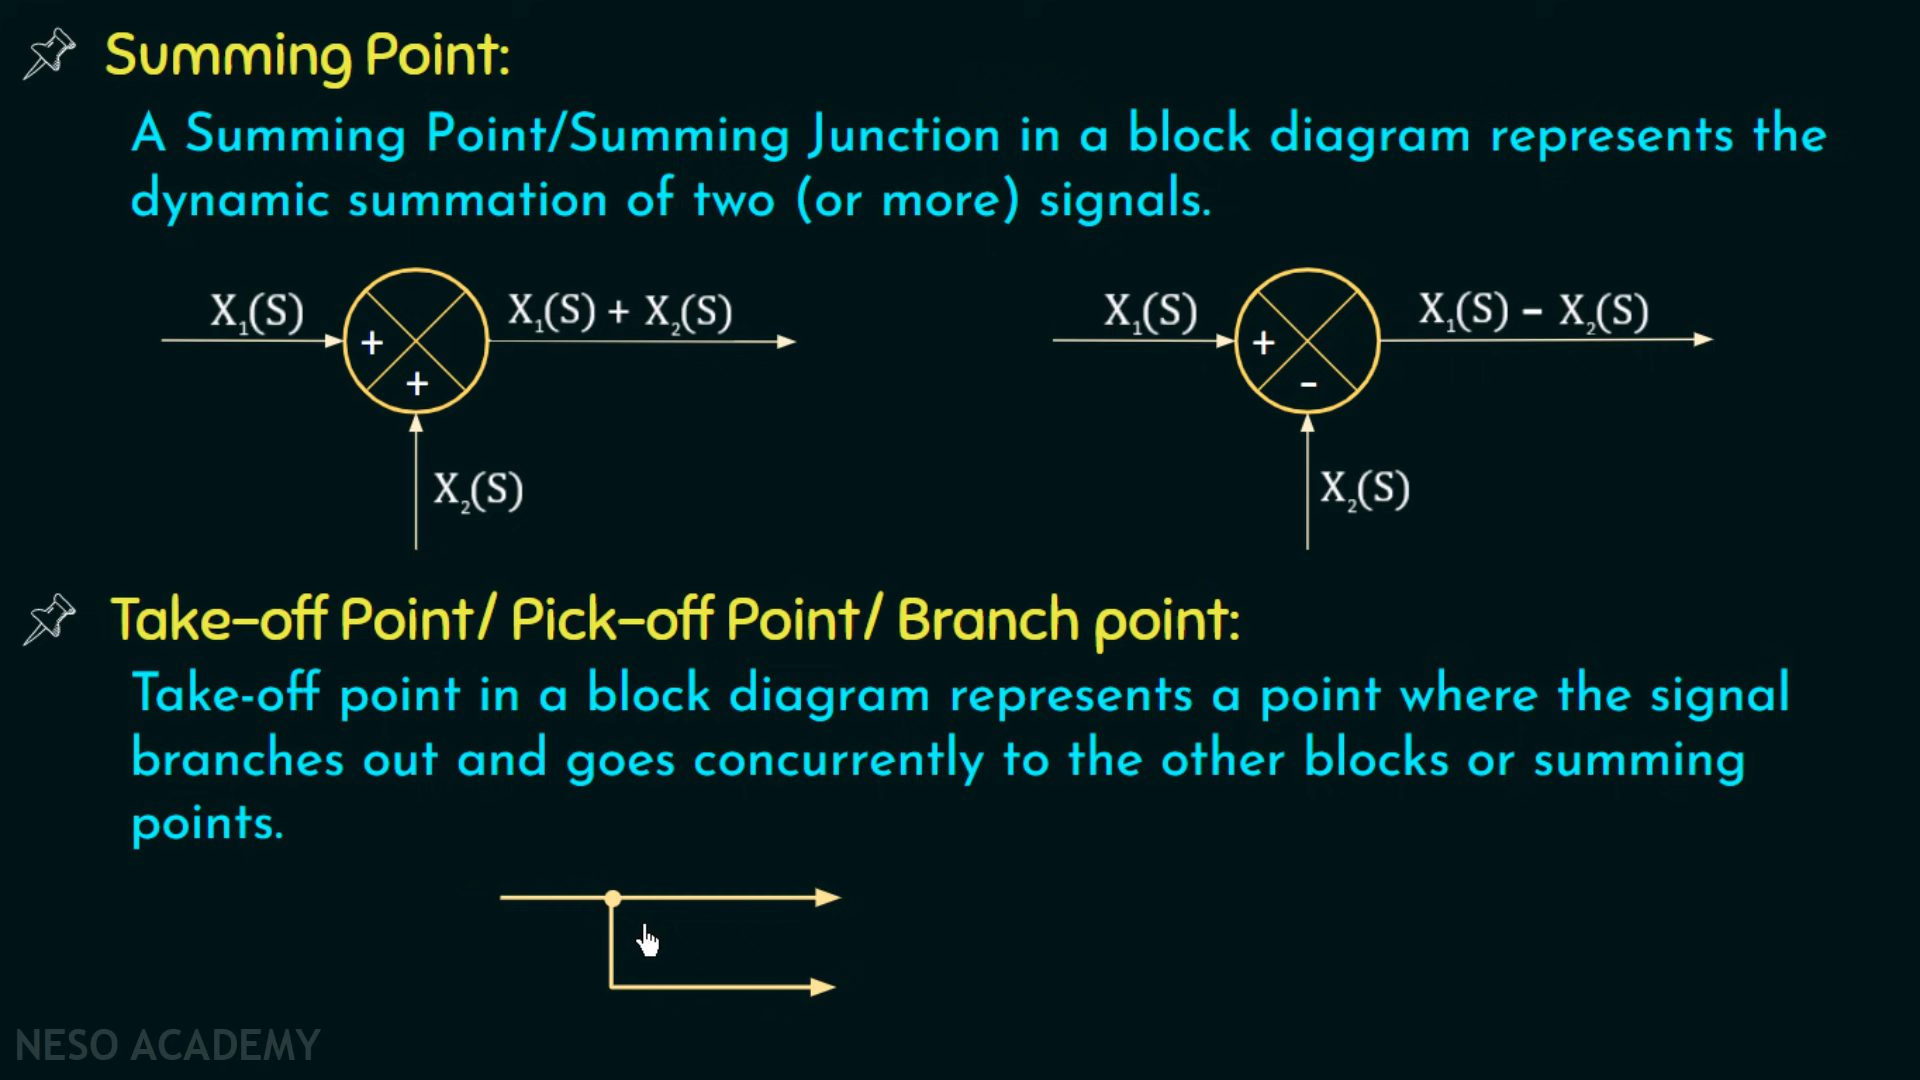 Summing Point:
A Summing Point/Summing Junction in a block diagram represents the
dynamic summation of two (or more) signals.
X₁(S)
+
+
X₁(S) + X₂(S)
X₂(S)
X₁(S)
+
-
X₁(S) - X₂(S)
X₂(S)
Take-off Point/ Pick-off Point/ Branch point:
Take-off point in a block diagram represents a point where the signal
branches out and goes concurrently to the other blocks or summing
points.
NESO ACADEMY